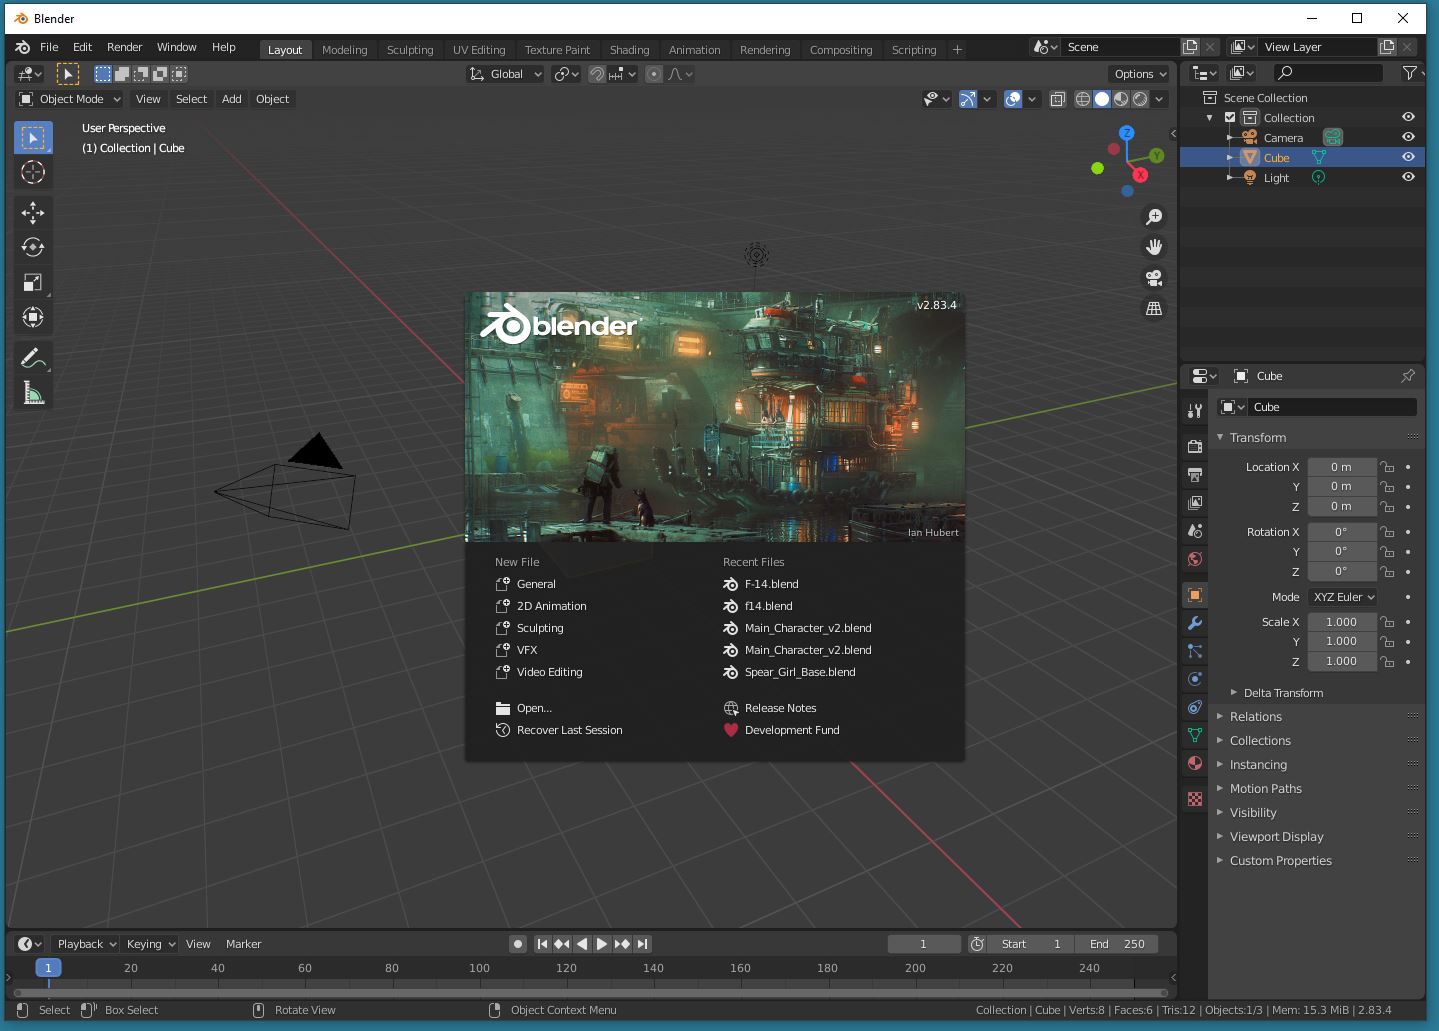 Blender
File Edit Render Window Help Layout Modeling Sculpting UV Editing Texture Paint Shading Animation Rendering Compositing Scripting + Scene View Layer
Global Options
Object Mode View Select Add Object
User Perspective
(1) Collection | Cube
Z
Y
X
Scene Collection
Collection
Camera
Cube
Light
blender
v2.83.4
Ian Hubert
New File
General
2D Animation
Sculpting
VFX
Video Editing
Open...
Recover Last Session
Recent Files
F-14.blend
f14.blend
Main_Character_v2.blend
Main_Character_v2.blend
Spear_Girl_Base.blend
Release Notes
Development Fund
Cube
Cube
Transform
Location X 0 m
Y 0 m
Z 0 m
Rotation X 0°
Y 0°
Z 0°
Mode XYZ Euler
Scale X 1.000
Y 1.000
Z 1.000
Delta Transform
Relations
Collections
Instancing
Motion Paths
Visibility
Viewport Display
Custom Properties
Playback Keying View Marker 1 Start 1 End 250
1 20 40 60 80 100 120 140 160 180 200 220 240
Select Box Select Rotate View Object Context Menu Collection | Cube | Verts:8 | Faces:6 | Tris:12 | Objects:1/3 | Mem: 15.3 MiB | 2.83.4